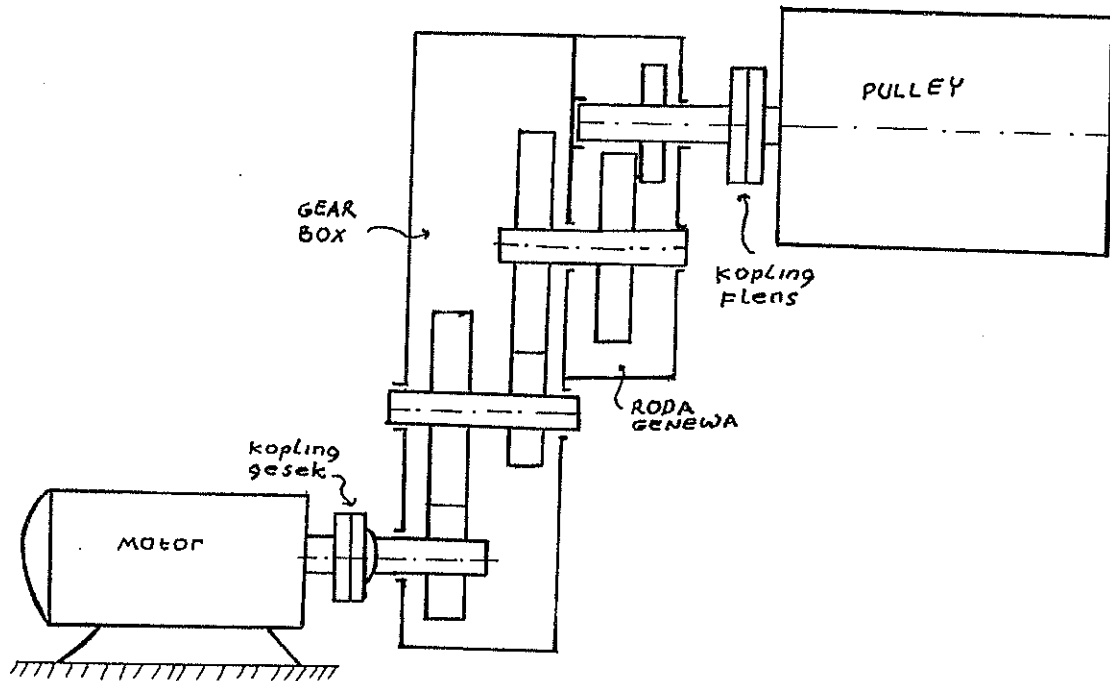 PULLEY
GEAR
BOX
kopling
Flens
RODA
GENEWA
kopling
gesek
Motor